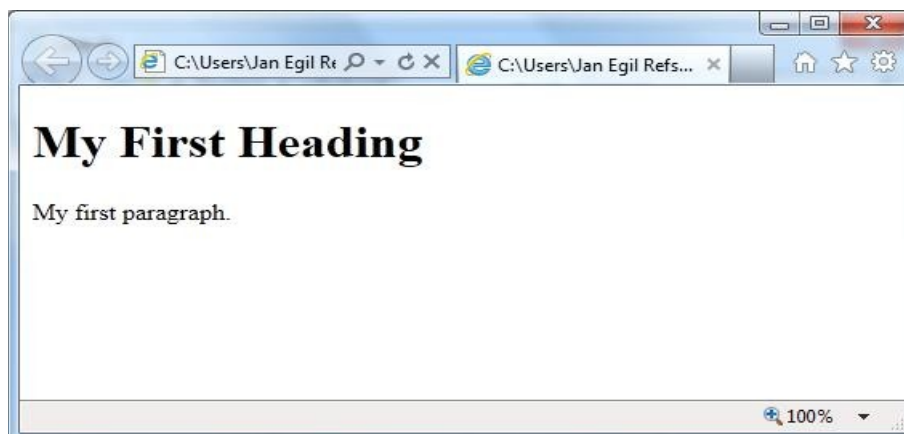 C:\Users\Jan Egil Re
C:\Users\Jan Egil Refs...
My First Heading
My first paragraph.
100%